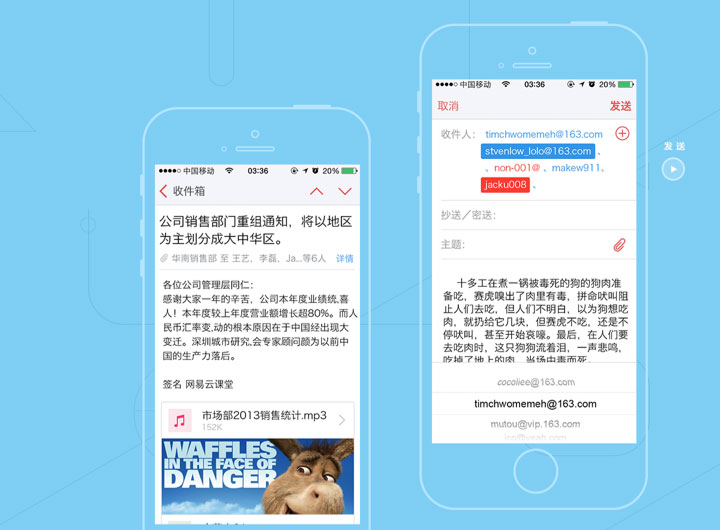 ●●●●○ 中国移动 03:36 20%
收件箱
公司销售部门重组通知，将以地区
为主划分成大中华区。
华南销售部 至 王艺，李磊，Ja...等6人 详情
各位公司管理层同仁:
感谢大家一年的辛苦，公司本年度业绩统,喜
人！本年度较上年度营业额增长超80%。而人
民币汇率变,动的根本原因在于中国经出现大
变迁。深圳城市研究,会专家顾问颜为以前中
国的生产力落后。
签名 网易云课堂
市场部2013销售统计.mp3
152K
WAFFLES
IN THE FACE OF
DANGER
●●●●○ 中国移动 03:36 20%
取消 发送
收件人： timchwomemeh@163.com
stvenlow_lolo@163.com 、
、non-001@ 、makew911、
jacku008 、
抄送／密送：
主题：
十多工在煮一锅被毒死的狗的狗肉准
备吃，赛虎嗅出了肉里有毒，拼命吠叫阻
止人们去吃，但人们不明白，以为狗想吃
肉，就扔给它几块，但赛虎不吃，还是不
停吠叫，甚至开始哀嚎。最后，在人们要
去吃肉时，这只狗狗流着泪，一声悲鸣，
吃掉了地上的肉，当场中毒而死。
cocoliee@163.com
timchwomemeh@163.com
mutou@vip.163.com
发送